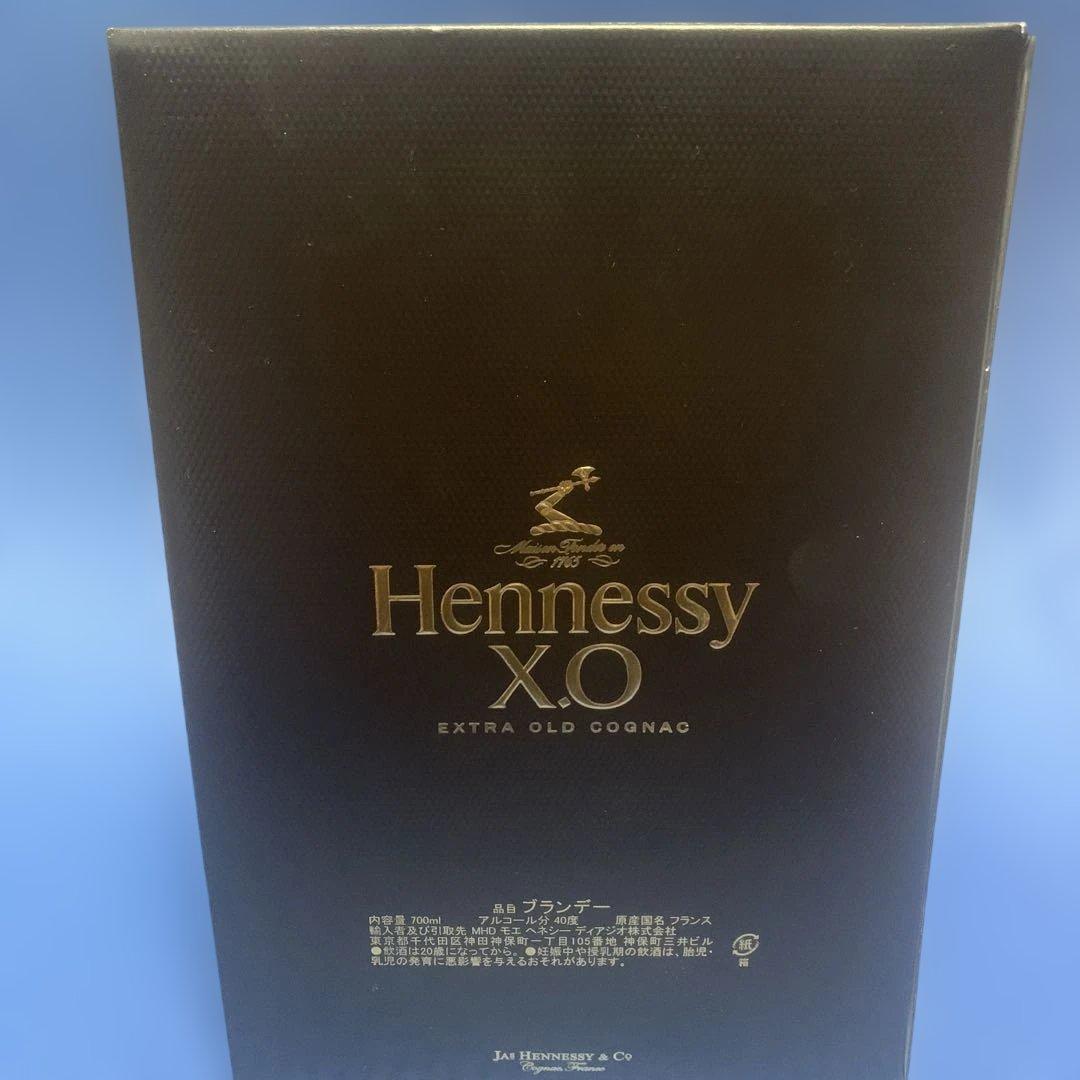 Maison Fondée en
1765
Hennessy
X.O
EXTRA OLD COGNAC
品目 ブランデー
内容量 700ml アルコール分 40度 原産国名 フランス
輸入者及び引取先 MHD モエ ヘネシー ディアジオ株式会社
東京都千代田区神田神保町一丁目105番地 神保町三井ビル
●飲酒は20歳になってから。●妊娠中や授乳期の飲酒は、胎児・
乳児の発育に悪影響を与えるおそれがあります。
紙
箱
JAS HENNESSY & CO
Cognac, France